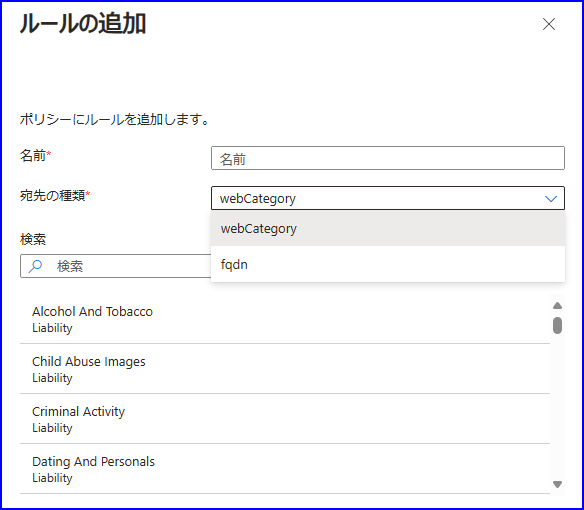 ルールの追加
ポリシーにルールを追加します。
名前*
名前
宛先の種類*
webCategory
webCategory
fqdn
検索
検索
Alcohol And Tobacco
Liability
Child Abuse Images
Liability
Criminal Activity
Liability
Dating And Personals
Liability